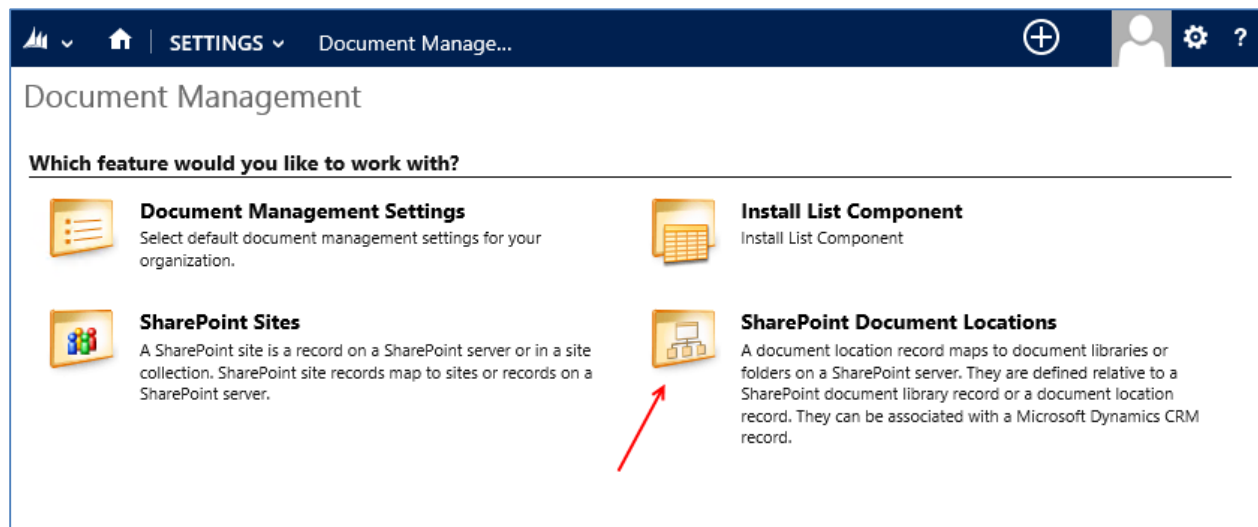 SETTINGS Document Manage... ?
Document Management
Which feature would you like to work with?
Document Management Settings
Select default document management settings for your
organization.
Install List Component
Install List Component
SharePoint Sites
A SharePoint site is a record on a SharePoint server or in a site
collection. SharePoint site records map to sites or records on a
SharePoint server.
SharePoint Document Locations
A document location record maps to document libraries or
folders on a SharePoint server. They are defined relative to a
SharePoint document library record or a document location
record. They can be associated with a Microsoft Dynamics CRM
record.